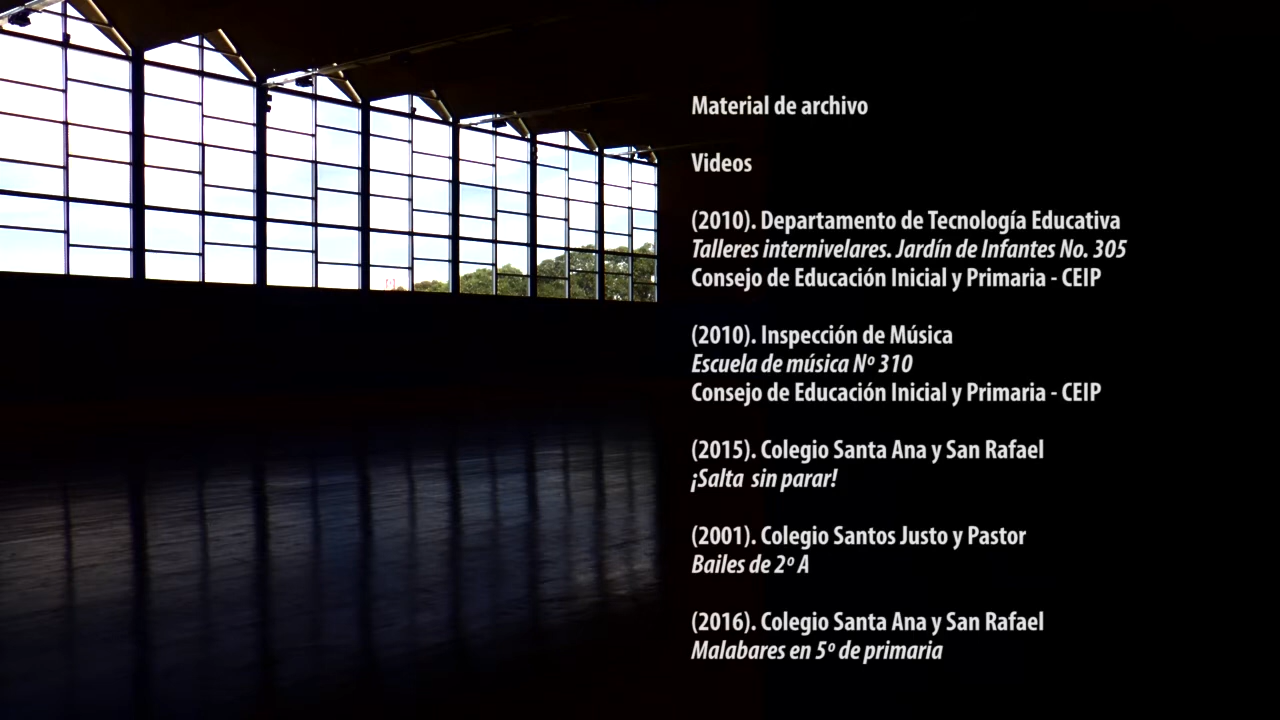 Material de archivo
Videos
(2010). Departamento de Tecnología Educativa
Talleres internivelares. Jardín de Infantes No. 305
Consejo de Educación Inicial y Primaria - CEIP
(2010). Inspección de Música
Escuela de música Nº 310
Consejo de Educación Inicial y Primaria - CEIP
(2015). Colegio Santa Ana y San Rafael
¡Salta sin parar!
(2001). Colegio Santos Justo y Pastor
Bailes de 2º A
(2016). Colegio Santa Ana y San Rafael
Malabares en 5º de primaria